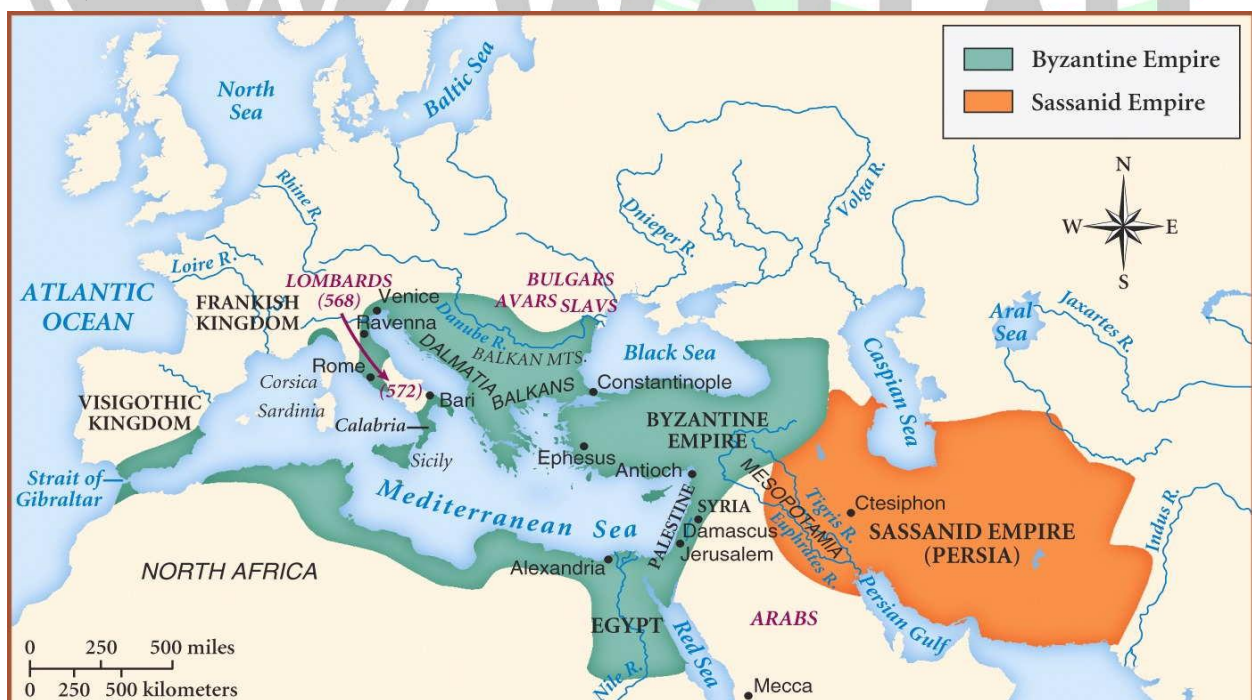 Byzantine Empire
Sassanid Empire
N
W
E
S
North
Sea
Baltic Sea
Volga R.
Dnieper R.
Rhine R.
Loire R.
ATLANTIC
OCEAN
FRANKISH
KINGDOM
LOMBARDS
(568)
BULGARS
AVARS
SLAVS
Venice
Ravenna
Danube R.
DALMATIA
BALKAN MTS.
BALKANS
Black Sea
Caspian Sea
Aral
Sea
Jaxartes R.
Rome
(572)
Bari
Constantinople
Corsica
Sardinia
VISIGOTHIC
KINGDOM
Calabria
Sicily
BYZANTINE
EMPIRE
Ephesus
Antioch
Strait of
Gibraltar
Mediterranean Sea
PALESTINE
SYRIA
Damascus
Jerusalem
MESOPOTAMIA
Tigris R.
Euphrates R.
Ctesiphon
SASSANID EMPIRE
(PERSIA)
Indus R.
NORTH AFRICA
Alexandria
EGYPT
Nile R.
Red Sea
ARABS
Persian Gulf
Mecca
0 250 500 miles
0 250 500 kilometers